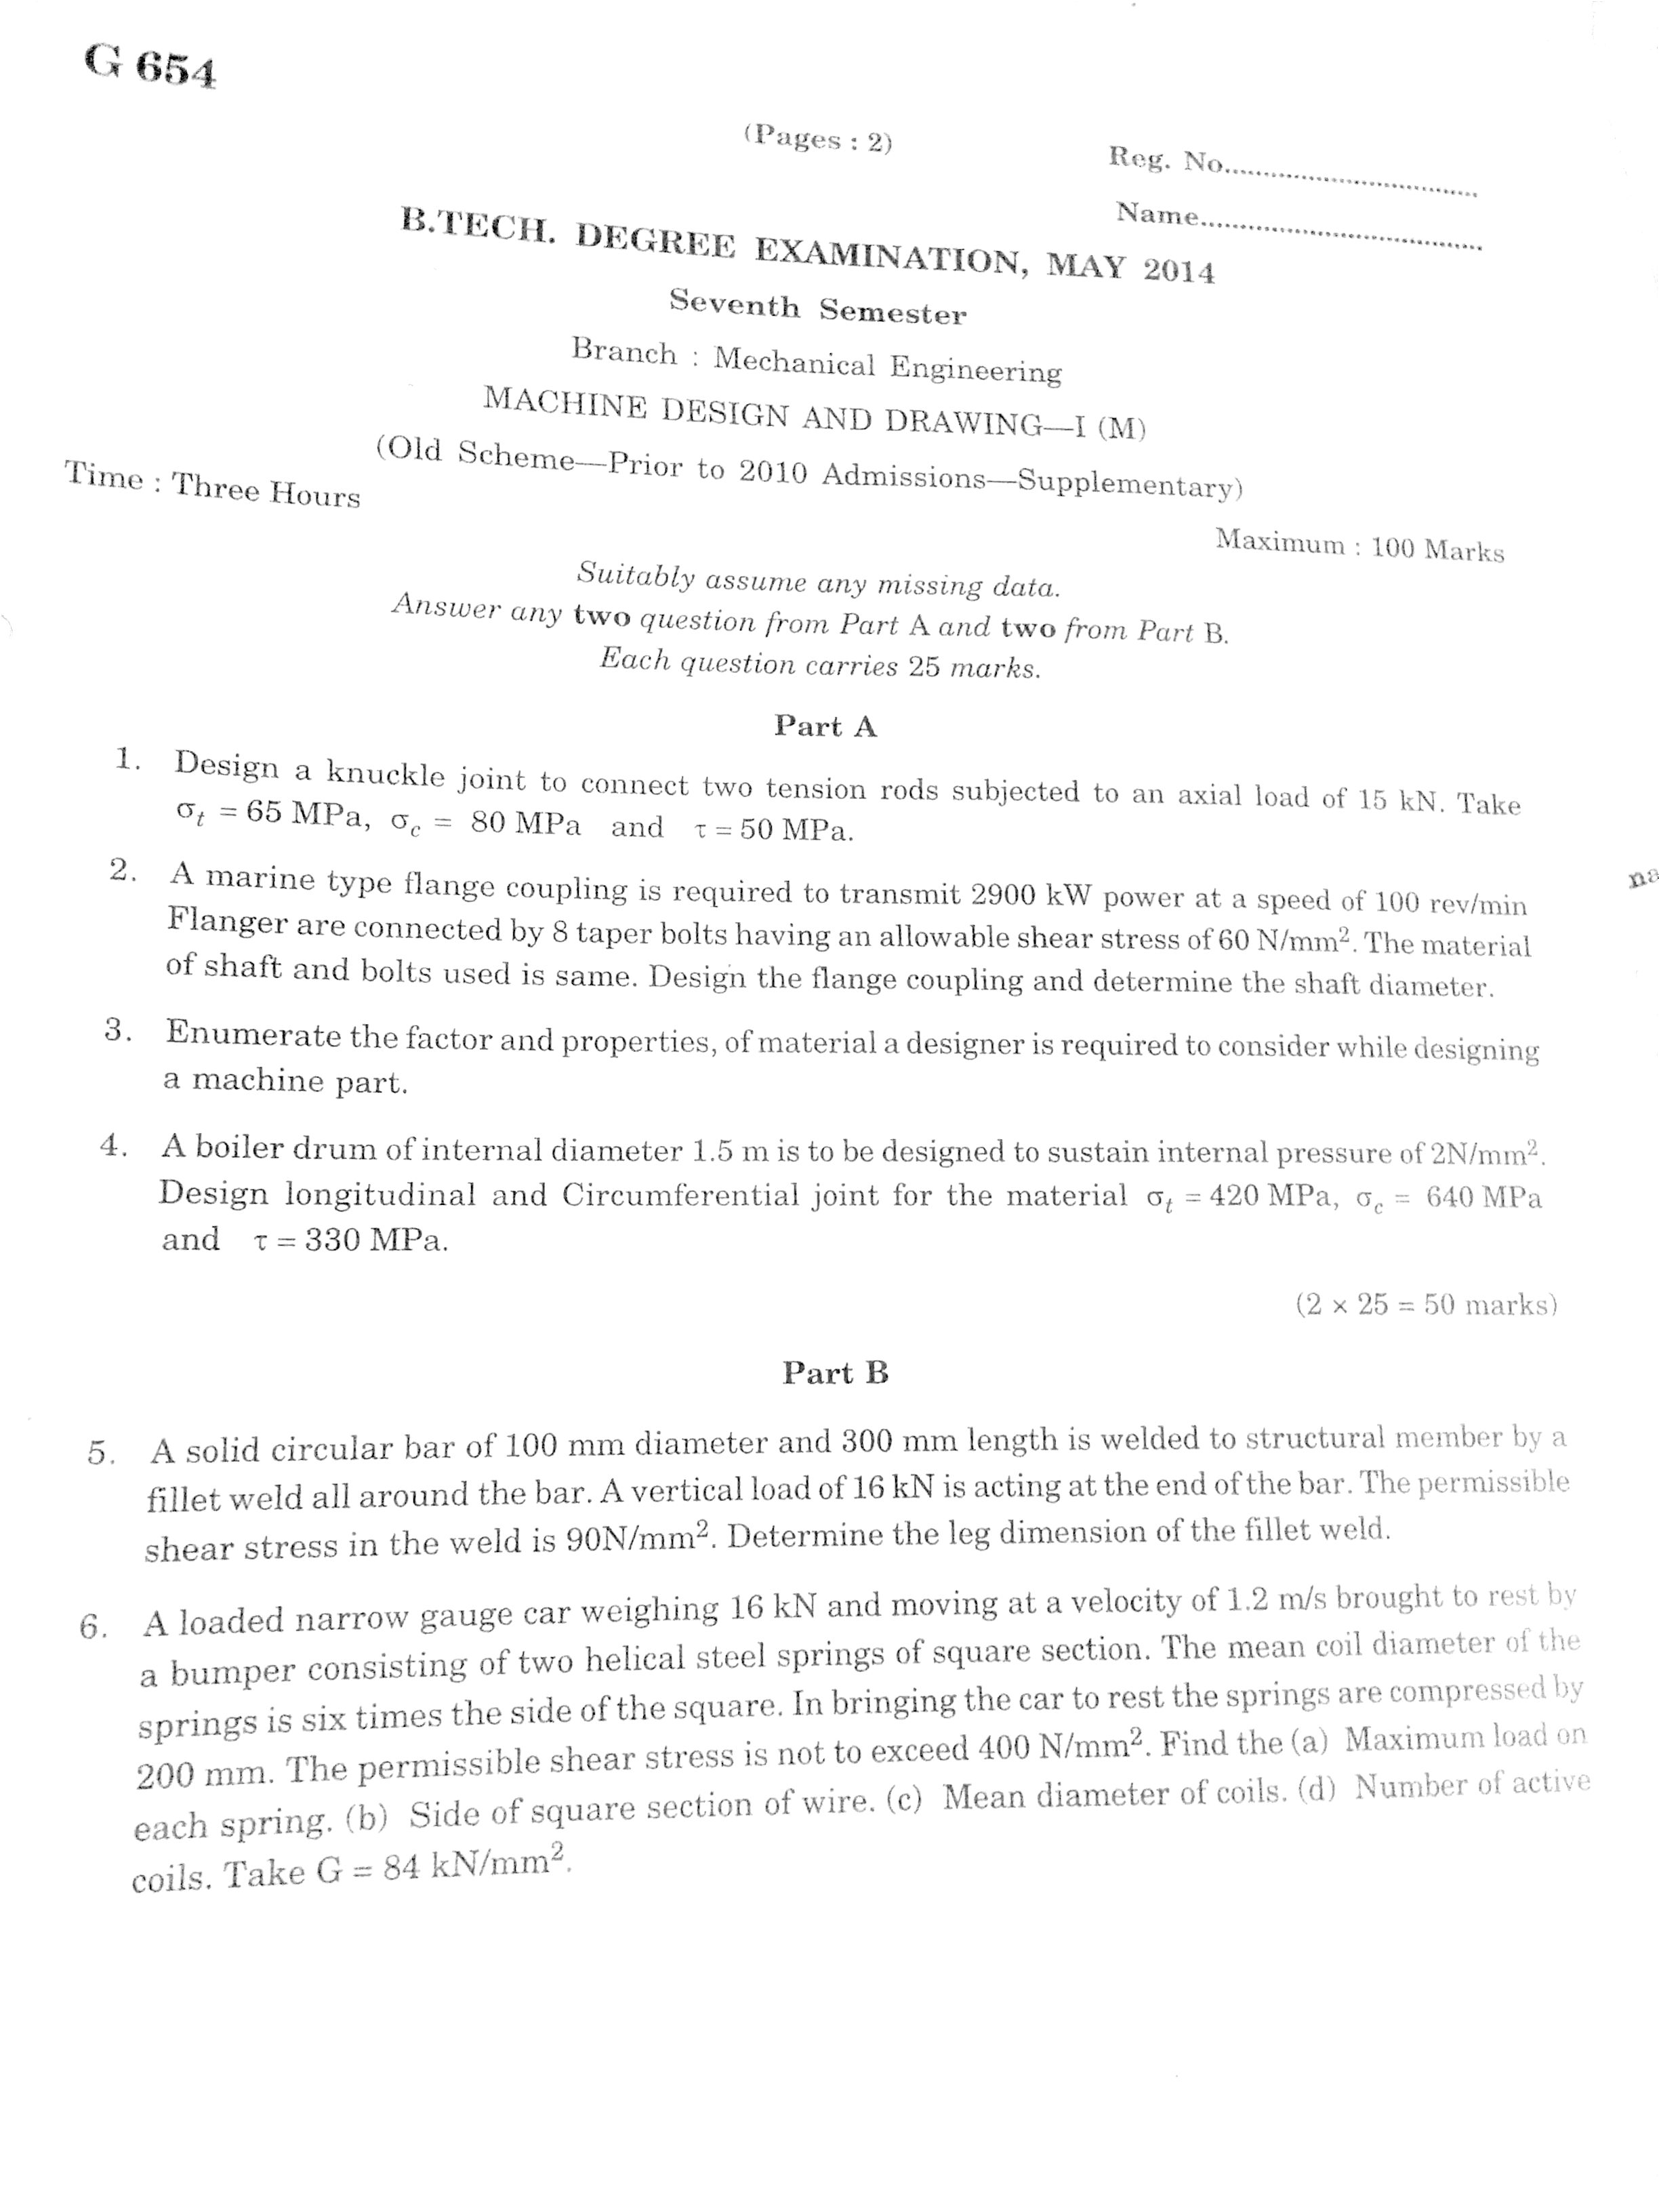 G 654
(Pages : 2)
Reg. No.................................
Name.....................................
B.TECH. DEGREE EXAMINATION, MAY 2014
Seventh Semester
Branch : Mechanical Engineering
MACHINE DESIGN AND DRAWING—I (M)
(Old Scheme—Prior to 2010 Admissions—Supplementary)
Time : Three Hours
Maximum : 100 Marks
Suitably assume any missing data.
Answer any two question from Part A and two from Part B.
Each question carries 25 marks.
Part A
1. Design a knuckle joint to connect two tension rods subjected to an axial load of 15 kN. Take
σt = 65 MPa, σc = 80 MPa and τ = 50 MPa.
2. A marine type flange coupling is required to transmit 2900 kW power at a speed of 100 rev/min
Flanger are connected by 8 taper bolts having an allowable shear stress of 60 N/mm². The material
of shaft and bolts used is same. Design the flange coupling and determine the shaft diameter.
3. Enumerate the factor and properties, of material a designer is required to consider while designing
a machine part.
4. A boiler drum of internal diameter 1.5 m is to be designed to sustain internal pressure of 2N/mm².
Design longitudinal and Circumferential joint for the material σt = 420 MPa, σc = 640 MPa
and τ = 330 MPa.
(2 × 25 = 50 marks)
Part B
5. A solid circular bar of 100 mm diameter and 300 mm length is welded to structural member by a
fillet weld all around the bar. A vertical load of 16 kN is acting at the end of the bar. The permissible
shear stress in the weld is 90N/mm². Determine the leg dimension of the fillet weld.
6. A loaded narrow gauge car weighing 16 kN and moving at a velocity of 1.2 m/s brought to rest by
a bumper consisting of two helical steel springs of square section. The mean coil diameter of the
springs is six times the side of the square. In bringing the car to rest the springs are compressed by
200 mm. The permissible shear stress is not to exceed 400 N/mm². Find the (a) Maximum load on
each spring. (b) Side of square section of wire. (c) Mean diameter of coils. (d) Number of active
coils. Take G = 84 kN/mm².